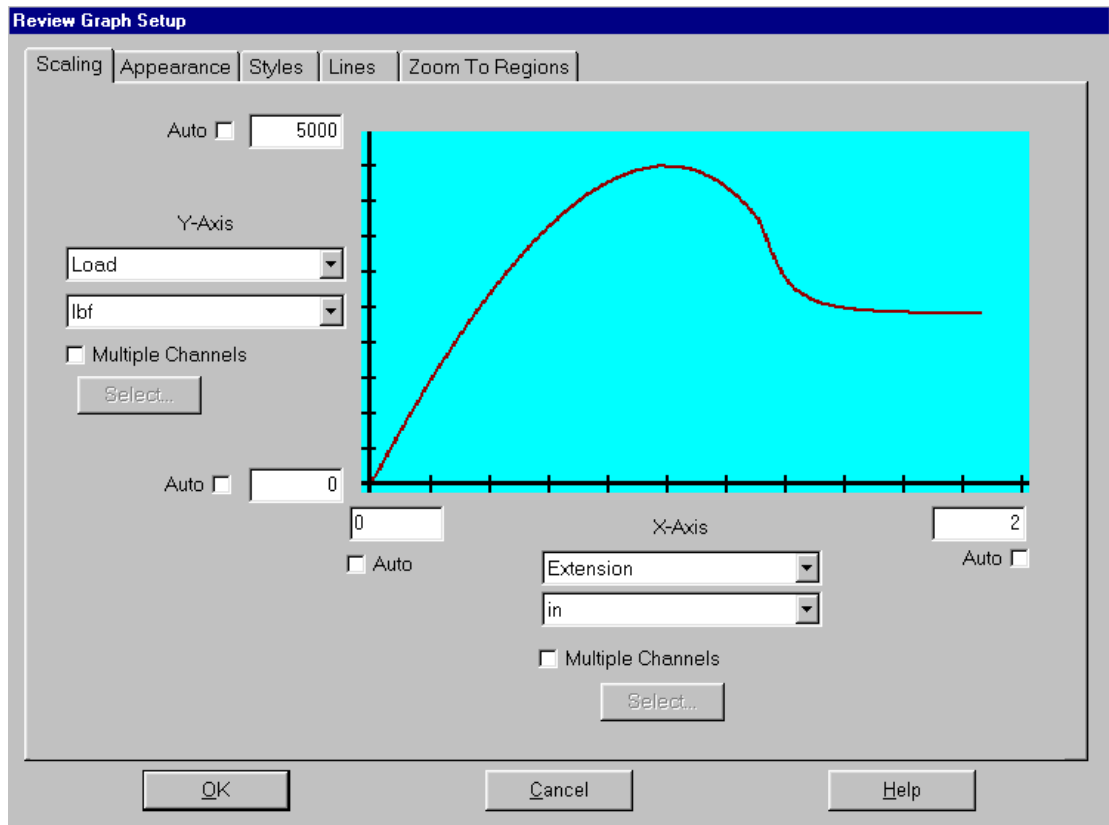 Review Graph Setup
Scaling Appearance Styles Lines Zoom To Regions
Auto 5000
Y-Axis
Load
lbf
Multiple Channels
Select...
Auto 0
0 X-Axis 2
Auto Extension Auto
in
Multiple Channels
Select...
OK Cancel Help